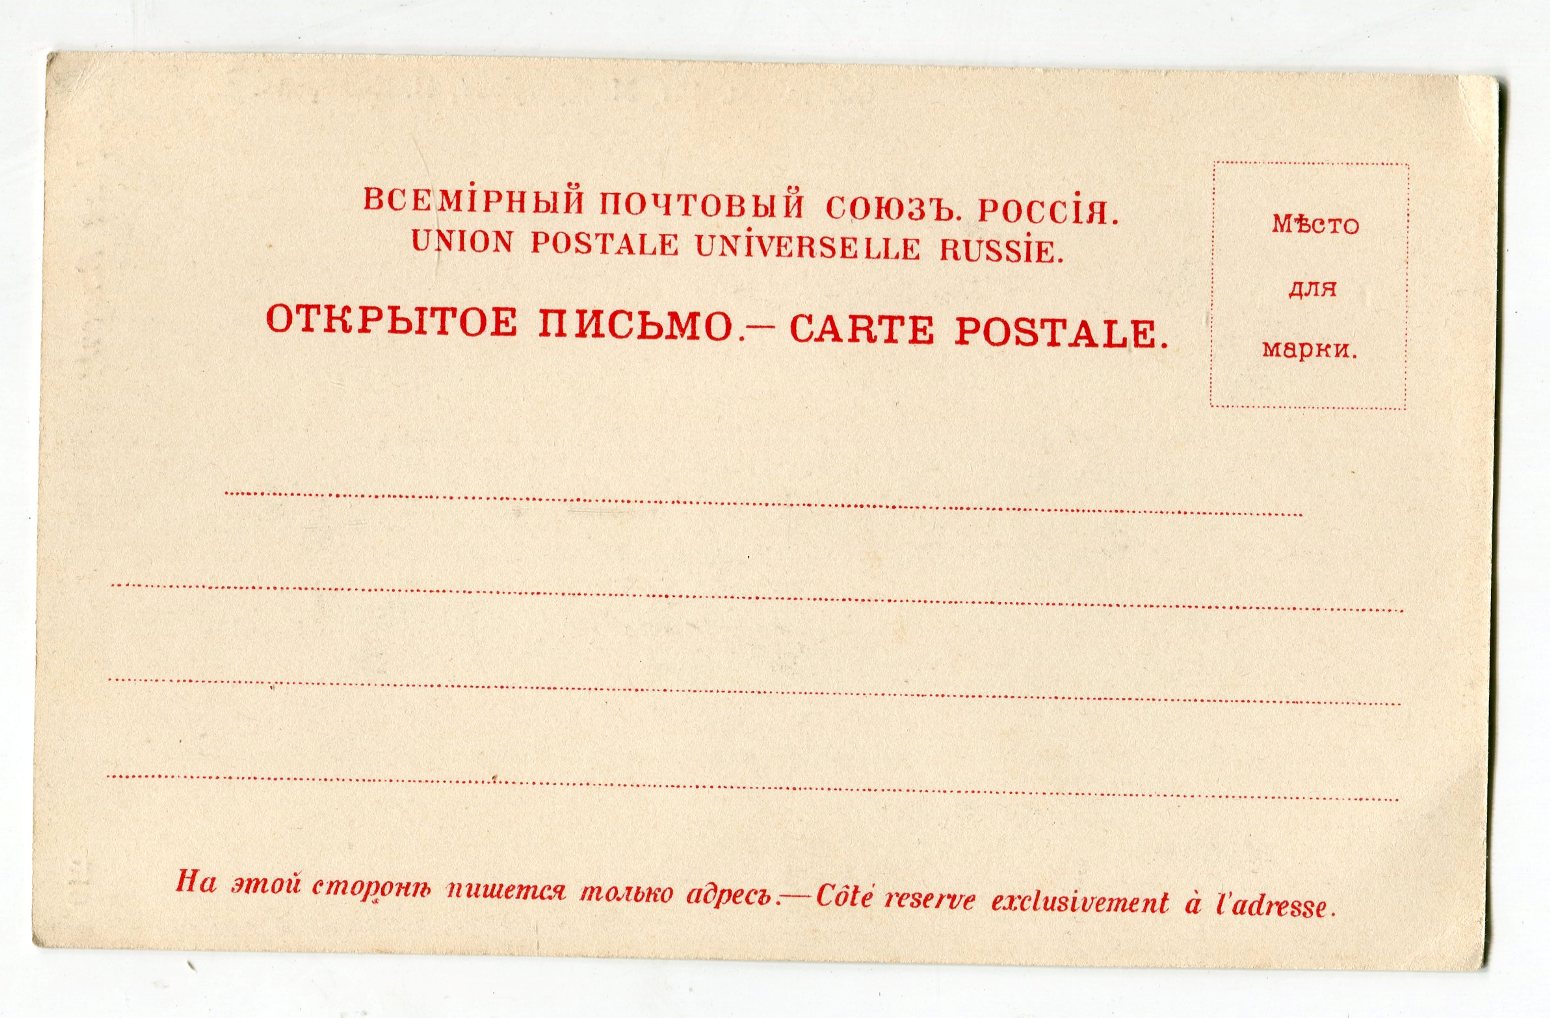 ВСЕМІРНЫЙ ПОЧТОВЫЙ СОЮЗЪ. РОССІЯ.
UNION POSTALE UNIVERSELLE RUSSIE.
ОТКРЫТОЕ ПИСЬМО.— CARTE POSTALE.
Мѣсто
для
марки.
На этой сторонѣ пишется только адресъ.—Côté reserve exclusivement à l'adresse.